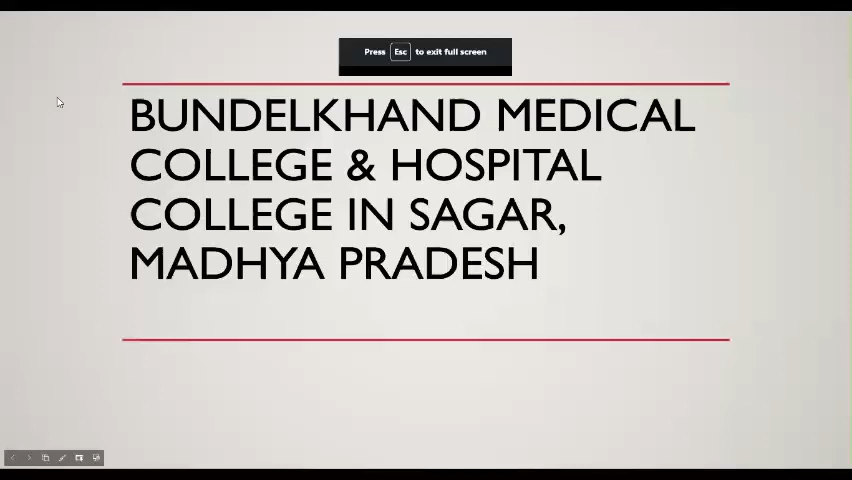 Press Esc to exit full screen
BUNDELKHAND MEDICAL
COLLEGE & HOSPITAL
COLLEGE IN SAGAR,
MADHYA PRADESH